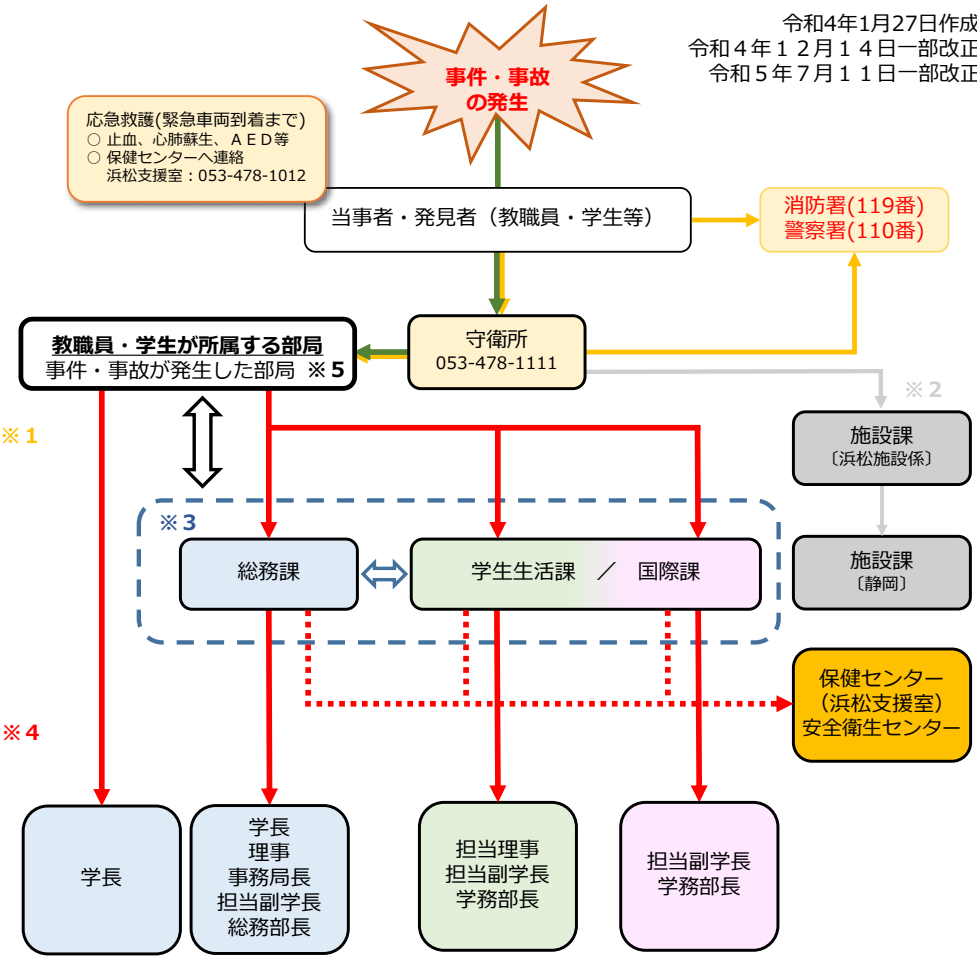 令和4年1月27日作成
令和４年１２月１４日一部改正
令和５年７月１１日一部改正
事件・事故
の発生
応急救護(緊急車両到着まで)
○ 止血、心肺蘇生、ＡＥＤ等
○ 保健センターへ連絡
浜松支援室：053-478-1012
当事者・発見者（教職員・学生等）
消防署(119番)
警察署(110番)
守衛所
053-478-1111
教職員・学生が所属する部局
事件・事故が発生した部局 ※５
※２
※１
施設課
〔浜松施設係〕
※３
総務課
学生生活課 ／ 国際課
施設課
〔静岡〕
保健センター
（浜松支援室）
安全衛生センター
※４
学長
学長
理事
事務局長
担当副学長
総務部長
担当理事
担当副学長
学務部長
担当副学長
学務部長